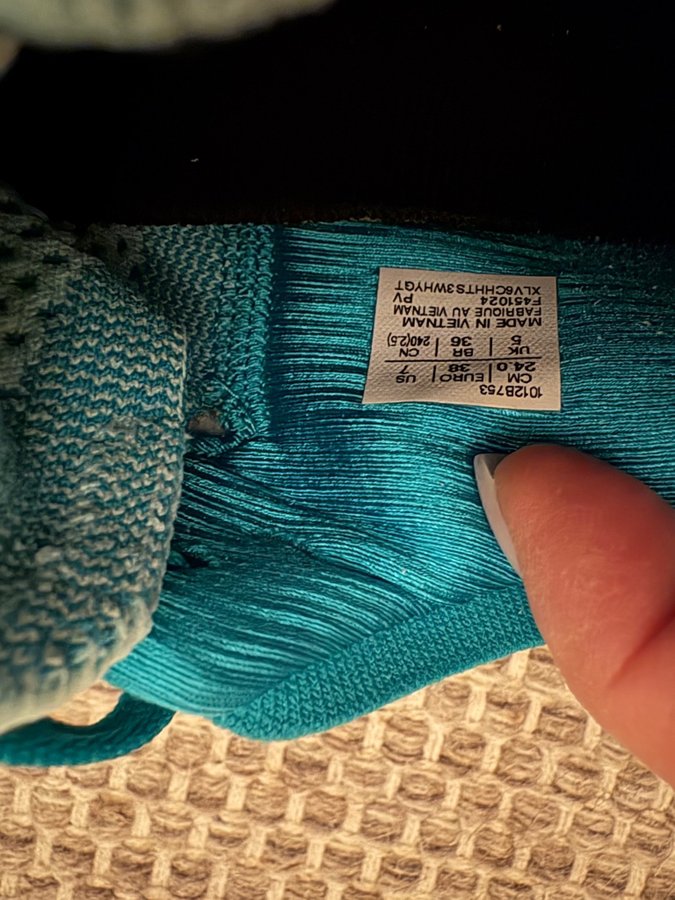 1012B753
CM | EURO | US
24.0 | 38 | 7
UK | BR | CN
5 | 36 | 240(2.5)
MADE IN VIETNAM
FABRIQUE AU VIETNAM
PV
F451024
XLV6CHHTS3WHYQT